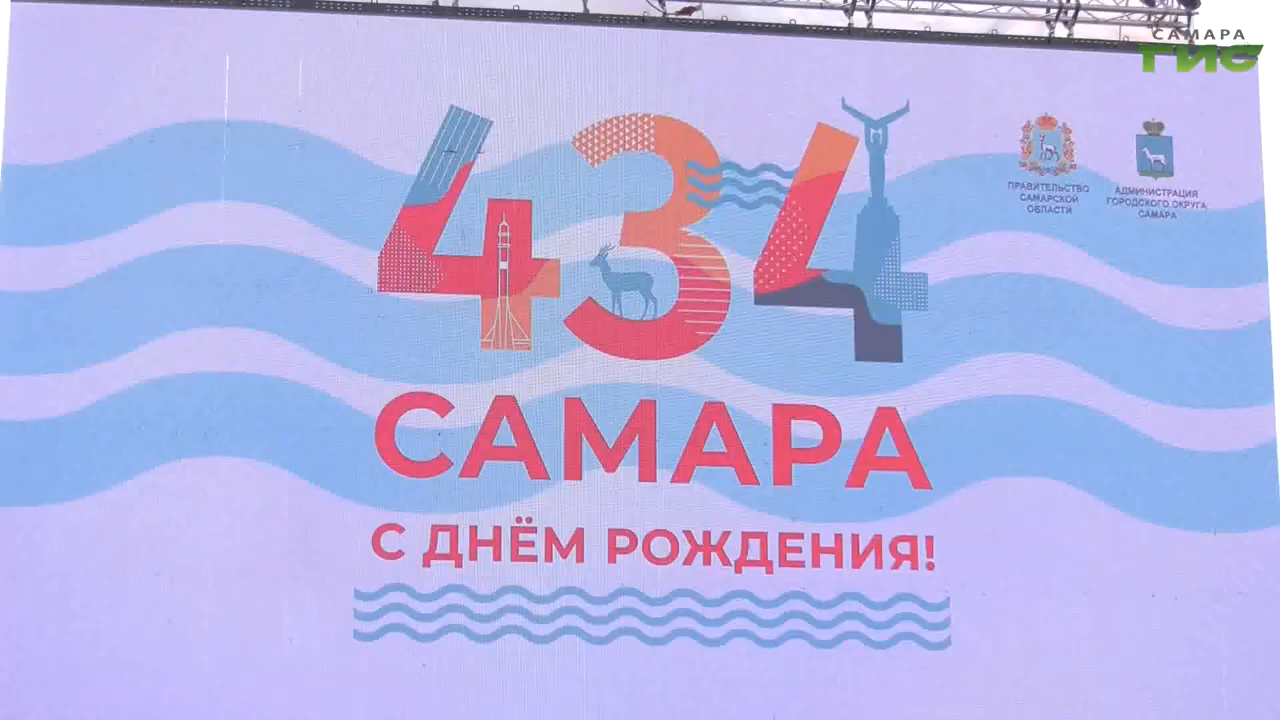 САМАРА
ГИС
434
ПРАВИТЕЛЬСТВО
САМАРСКОЙ
ОБЛАСТИ
АДМИНИСТРАЦИЯ
ГОРОДСКОГО ОКРУГА
САМАРА
САМАРА
С ДНЁМ РОЖДЕНИЯ!